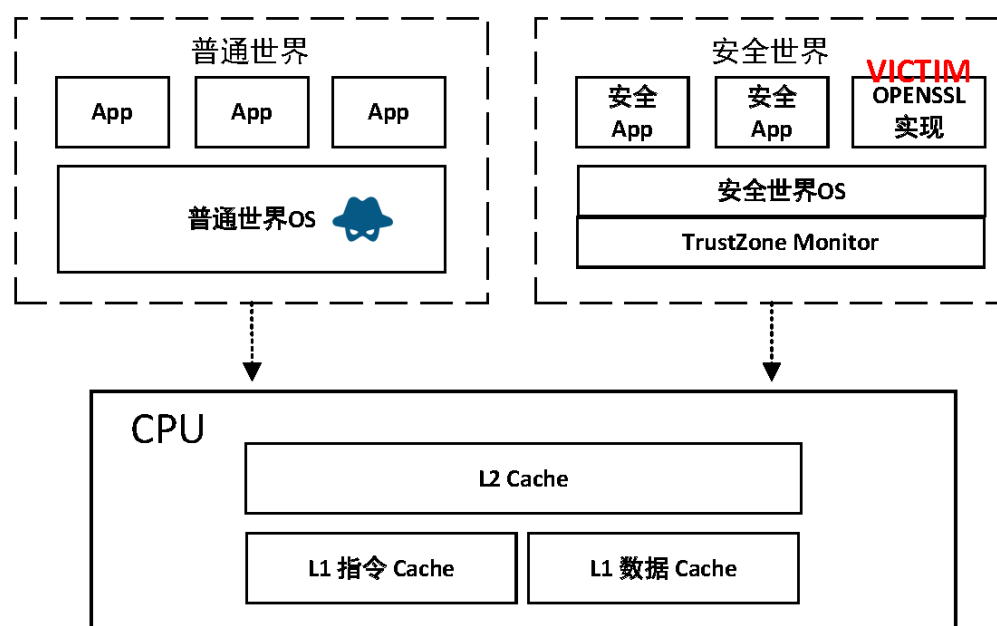 普通世界
App
App
App
普通世界OS
安全世界
安全
App
安全
App
VICTIM
OPENSSL
实现
安全世界OS
TrustZone Monitor
CPU
L2 Cache
L1 指令 Cache
L1 数据 Cache